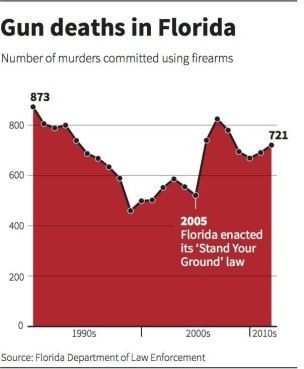 Gun deaths in Florida
Number of murders committed using firearms
873
800
721
600
2005
Florida enacted
its ‘Stand Your
Ground’ law
400
200
0
1990s
2000s
2010s
Source: Florida Department of Law Enforcement